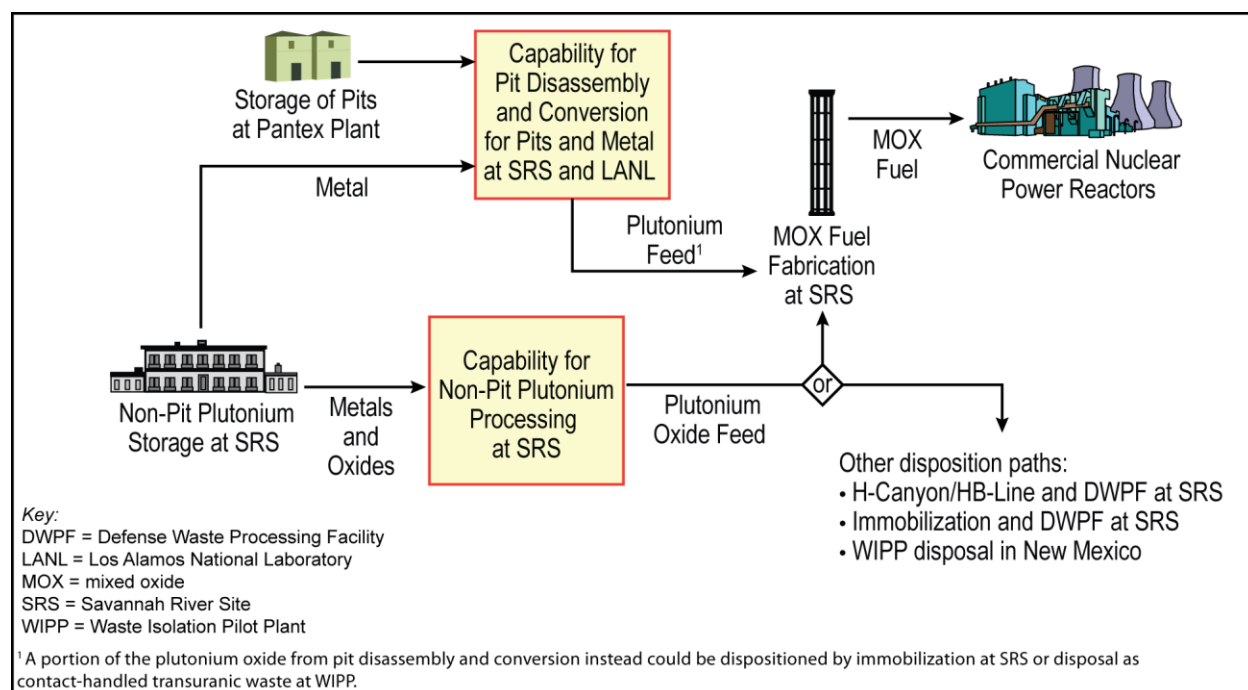 Storage of Pits
at Pantex Plant
Capability for
Pit Disassembly
and Conversion
for Pits and Metal
at SRS and LANL
Metal
Plutonium
Feed¹
MOX Fuel
Fabrication
at SRS
MOX
Fuel
Commercial Nuclear
Power Reactors
Non-Pit Plutonium
Storage at SRS
Metals
and
Oxides
Capability for
Non-Pit Plutonium
Processing
at SRS
Plutonium
Oxide Feed
or
Other disposition paths:
• H-Canyon/HB-Line and DWPF at SRS
• Immobilization and DWPF at SRS
• WIPP disposal in New Mexico
Key:
DWPF = Defense Waste Processing Facility
LANL = Los Alamos National Laboratory
MOX = mixed oxide
SRS = Savannah River Site
WIPP = Waste Isolation Pilot Plant
¹ A portion of the plutonium oxide from pit disassembly and conversion instead could be dispositioned by immobilization at SRS or disposal as
contact-handled transuranic waste at WIPP.